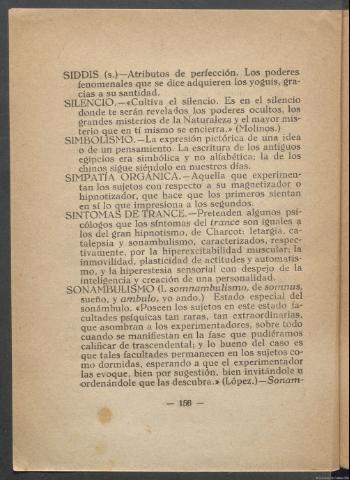 SIDDIS (s.)—Atributos de perfección. Los poderes
fenomenales que se dice adquieren los yoguis, gra-
cias a su santidad.
SILENCIO.—«Cultiva el silencio. Es en el silencio
donde te serán revelados los poderes ocultos, los
grandes misterios de la Naturaleza y el mayor mis-
terio que en tí mismo se encierra.» (Molinos.)
SIMBOLISMO.—La expresión pictórica de una idea
o de un pensamiento. La escritura de los antiguos
egipcios era simbólica y no alfabética; la de los
chinos sigue siéndolo en nuestros días.
SIMPATÍA ORGÁNICA.—Aquella que experimen-
tan los sujetos con respecto a su magnetizador o
hipnotizador, que hace que los primeros sientan
en sí lo que impresiona a los segundos.
SINTOMAS DE TRANCE.—Pretenden algunos psi-
cólogos que los síntomas del trance son iguales a
los del gran hipnotismo, de Charcot: letargia, ca-
talepsia y sonambulismo, caracterizados, respec-
tivamente, por la hiperexcitabilidad muscular; la
inmovilidad, plasticidad de actitudes y automatis-
mo, y la hiperestesia sensorial con despejo de la
inteligencia y creación de una personalidad.
SONAMBULISMO (l. somnambulismo, de somnus,
sueño, y ambulo, yo ando.) Estado especial del
sonámbulo. «Poseen los sujetos en este estado fa-
cultades psíquicas tan raras, tan extraordinarias,
que asombran a los experimentadores, sobre todo
cuando se manifiestan en la fase que pudiéramos
calificar de trascendental; y lo bueno del caso es
que tales facultades permanecen en los sujetos co-
mo dormidas, esperando a que el experimentador
las evoque, bien por sugestión, bien invitándole u
ordenándole que las descubra.» (López.)—Sonam-
— 156 —